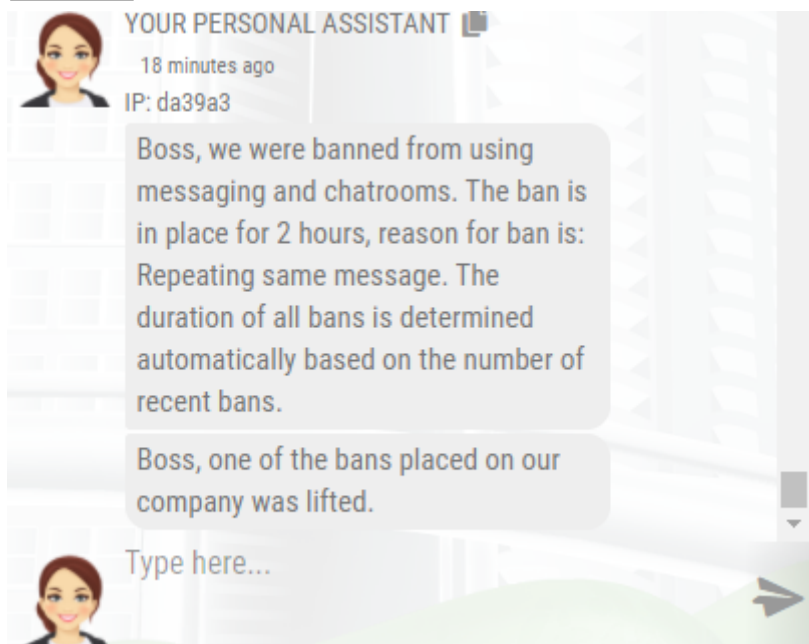 YOUR PERSONAL ASSISTANT
18 minutes ago
IP: da39a3
Boss, we were banned from using
messaging and chatrooms. The ban is
in place for 2 hours, reason for ban is:
Repeating same message. The
duration of all bans is determined
automatically based on the number of
recent bans.
Boss, one of the bans placed on our
company was lifted.
Type here...